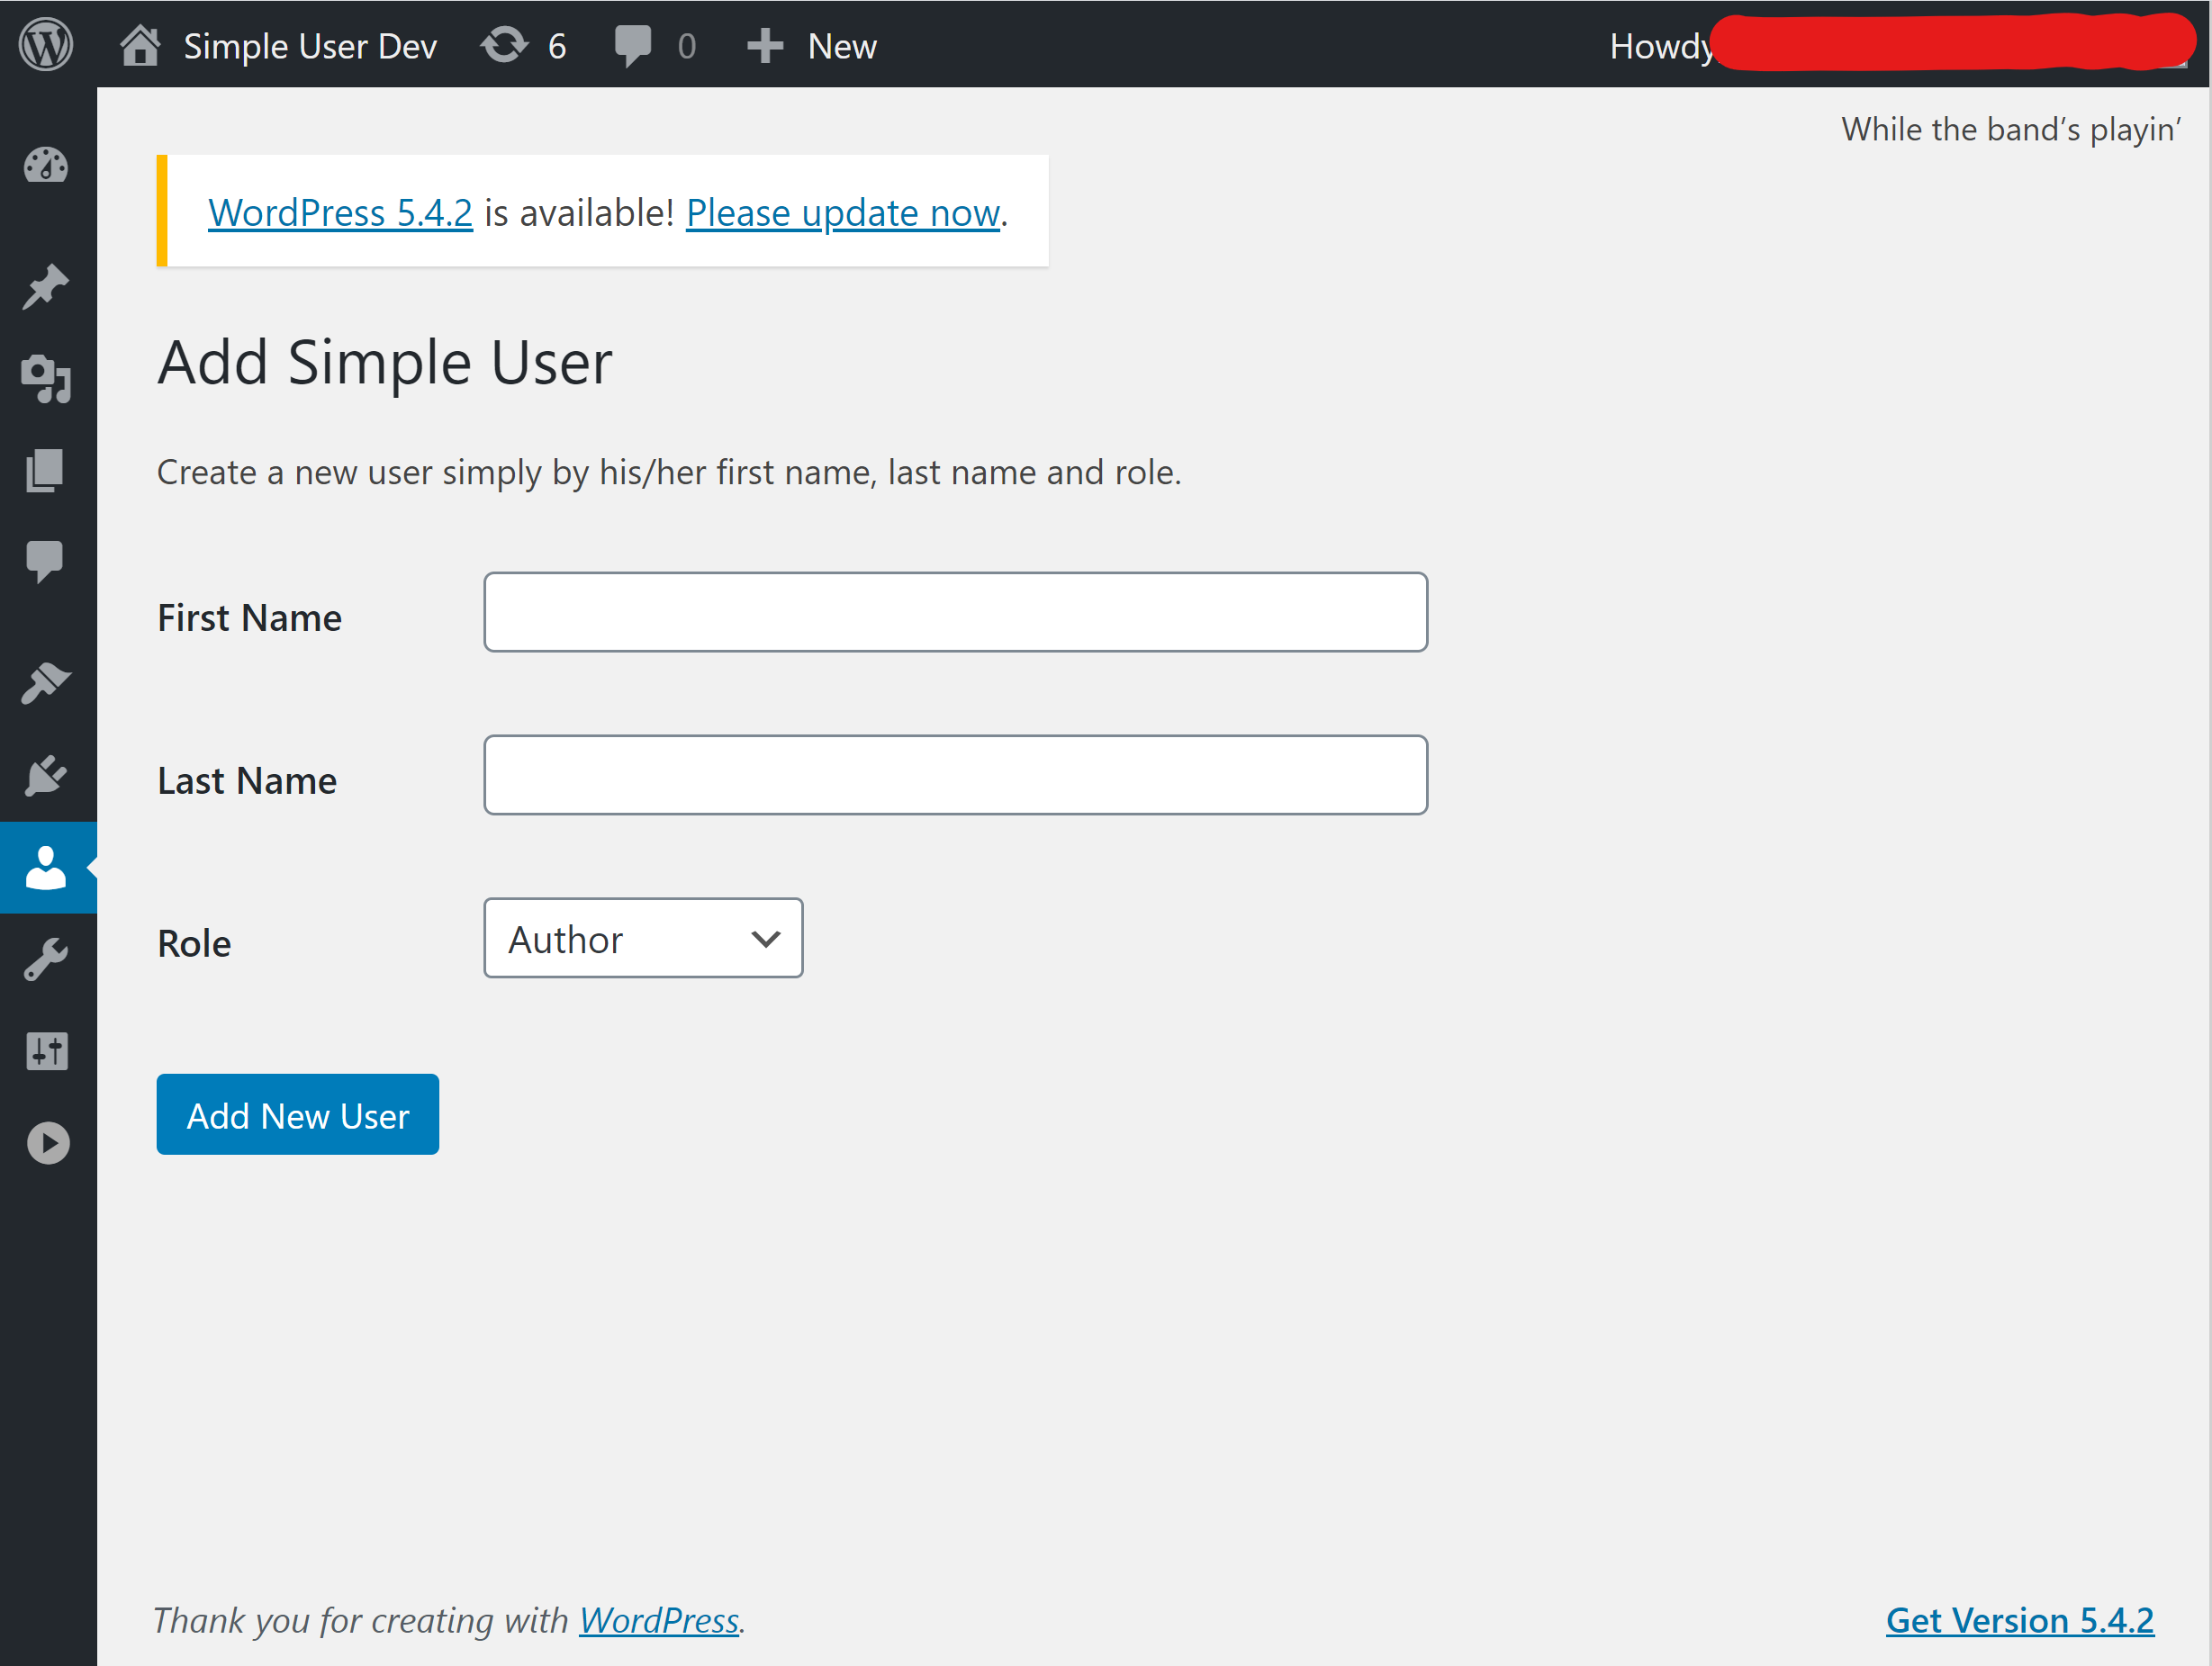 Simple User Dev 6 0 New Howdy
While the band’s playin’
WordPress 5.4.2 is available! Please update now.
Add Simple User
Create a new user simply by his/her first name, last name and role.
First Name
Last Name
Role Author
Add New User
Thank you for creating with WordPress. Get Version 5.4.2